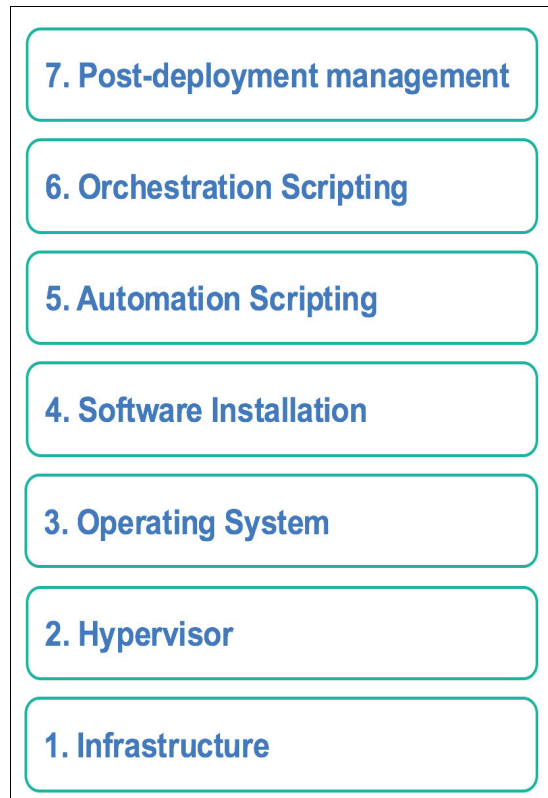 7. Post-deployment management
6. Orchestration Scripting
5. Automation Scripting
4. Software Installation
3. Operating System
2. Hypervisor
1. Infrastructure